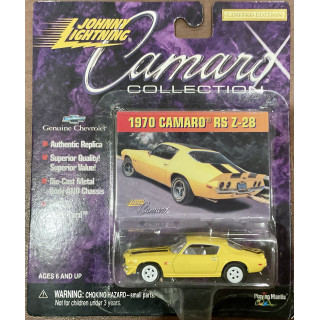 JOHNNY
LIGHTNING
Camaro
COLLECTION
Genuine Chevrolet
1970 CAMARO RS Z-28
• Authentic Replica
• Superior Quality!
Superior Value!
• Die-Cast Metal
Body AND Chassis
Camaro
AGES 6 AND UP
WARNING: CHOKING HAZARD- small parts.
Not for children under 3 years.
Playing Mantis